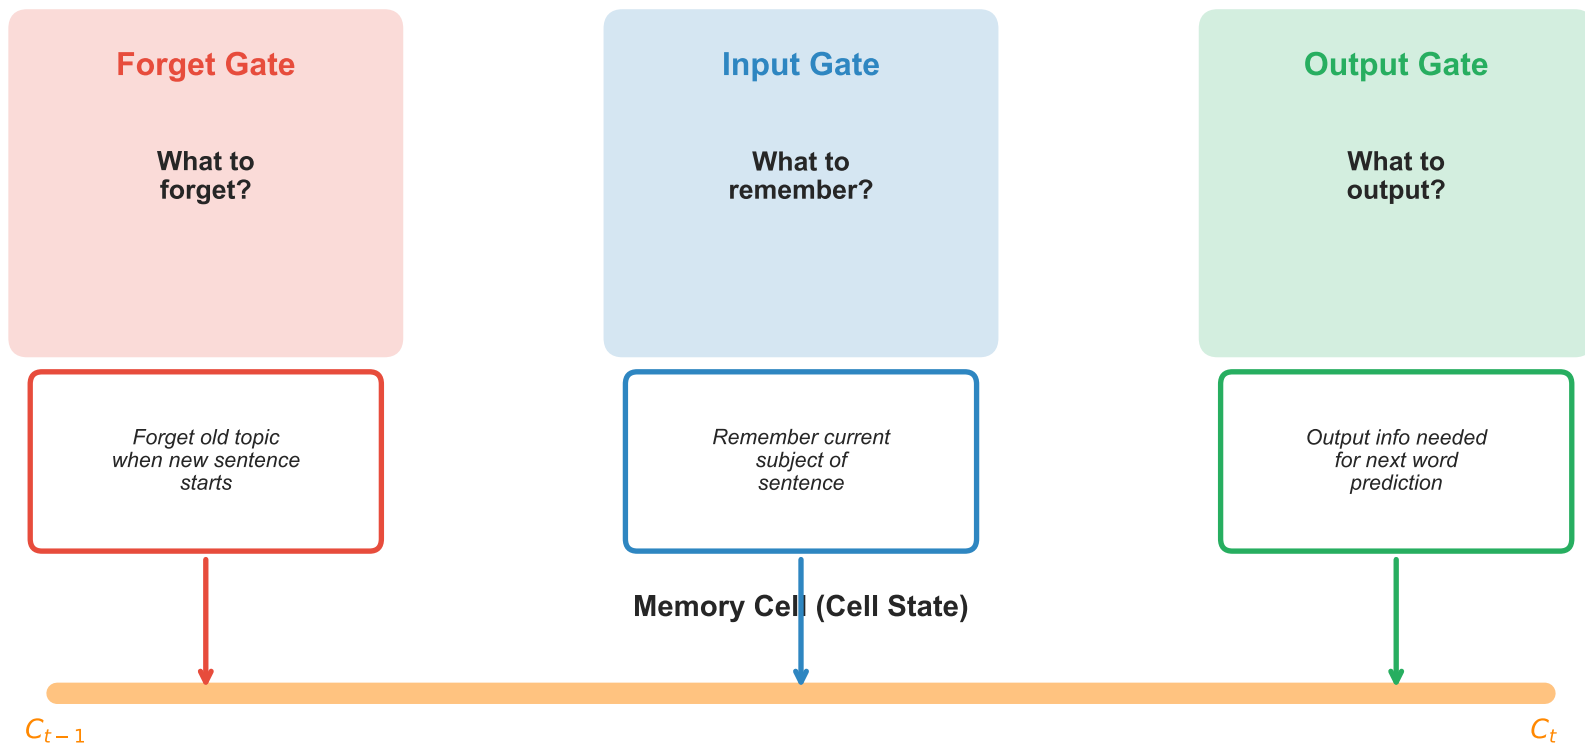 Forget Gate
What to
forget?
Forget old topic
when new sentence
starts
Input Gate
What to
remember?
Remember current
subject of
sentence
Output Gate
What to
output?
Output info needed
for next word
prediction
Memory Cell (Cell State)
C_{t-1}
C_t